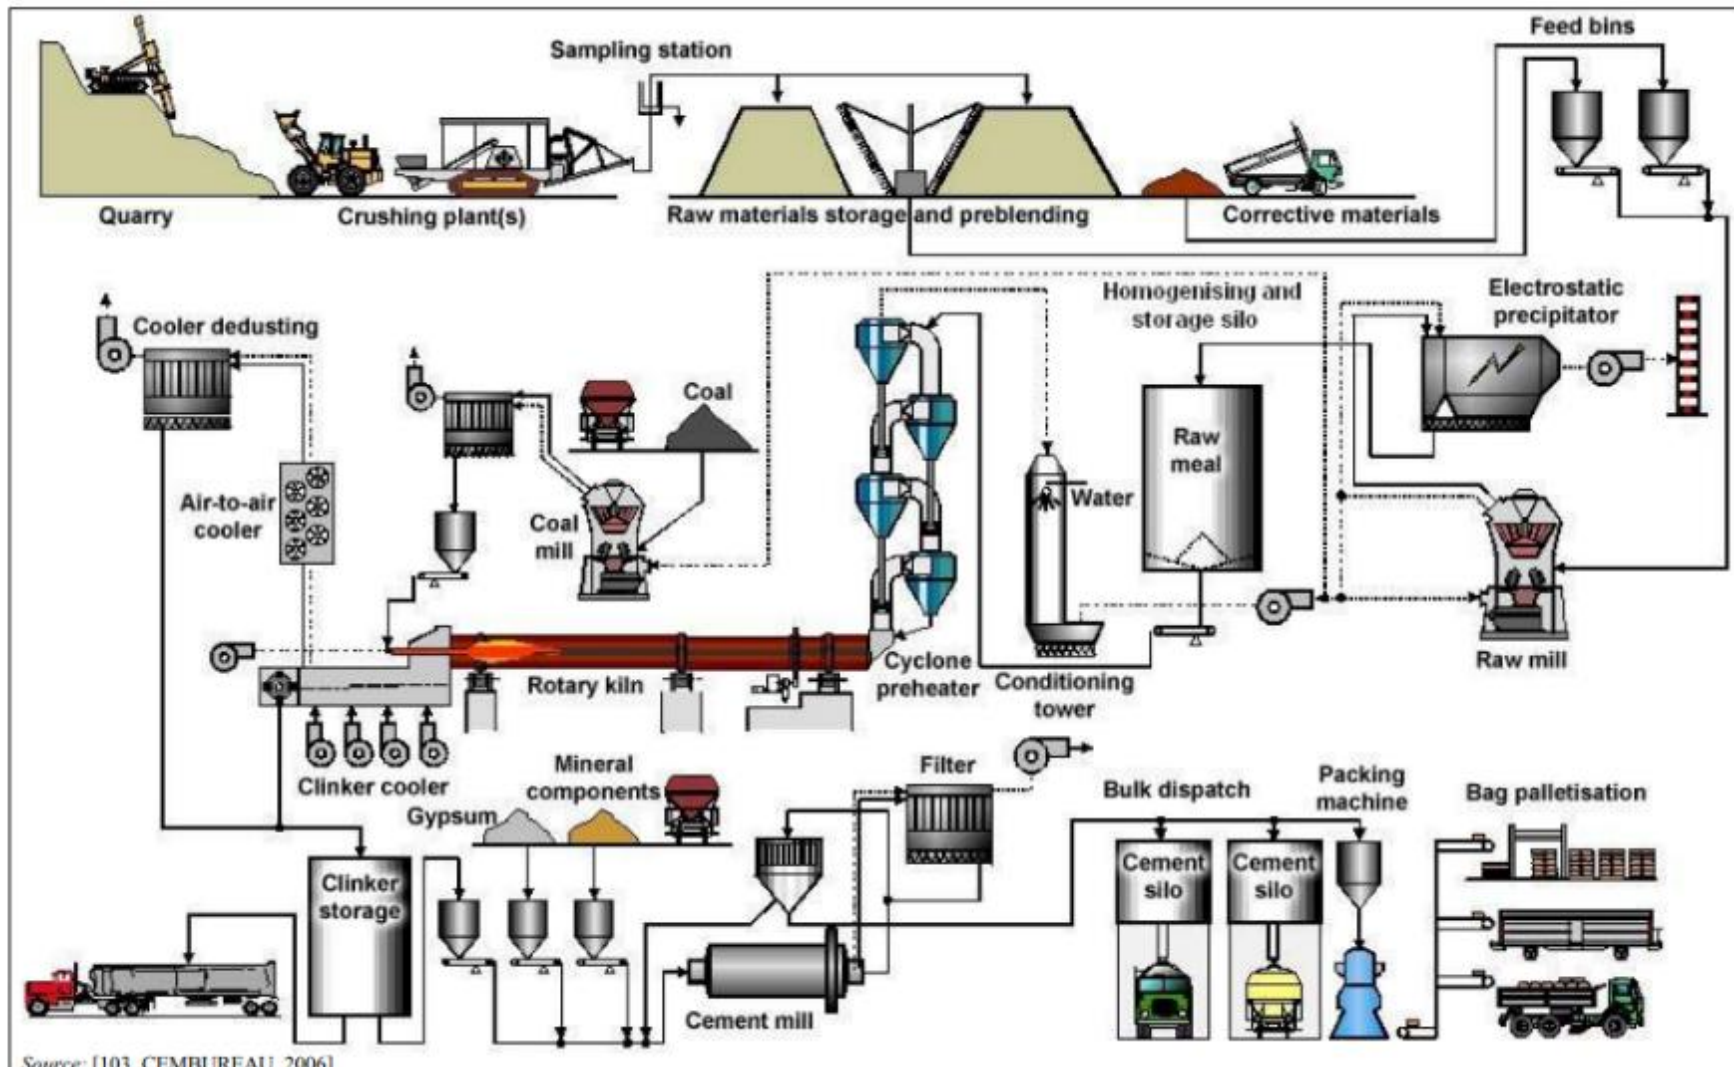 Feed bins
Sampling station
Quarry
Crushing plant(s)
Raw materials storage and preblending
Corrective materials
Cooler dedusting
Homogenising and
storage silo
Electrostatic
precipitator
Coal
Raw
meal
Water
Air-to-air
cooler
Coal
mill
Rotary kiln
Cyclone
preheater
Conditioning
tower
Raw mill
Clinker cooler
Mineral
components
Gypsum
Filter
Bulk dispatch
Packing
machine
Bag palletisation
Clinker
storage
Cement
silo
Cement
silo
Cement mill
Source: [103, CEMBUREAU, 2006]